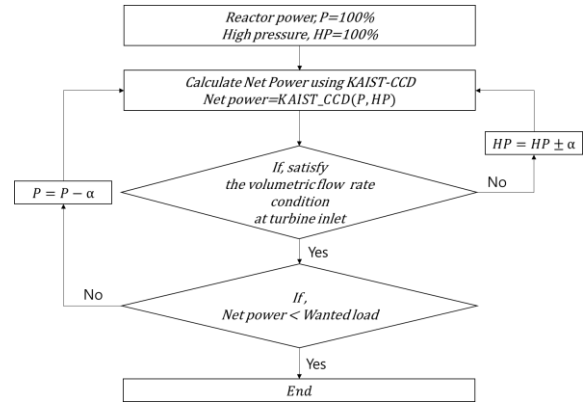 Reactor power, P=100%
High pressure, HP=100%
Calculate Net Power using KAIST-CCD
Net power=KAIST_CCD(P, HP)
HP = HP ± α
If, satisfy
the volumetric flow rate
condition
at turbine inlet
No
P = P − α
Yes
No
If,
Net power < Wanted load
Yes
End